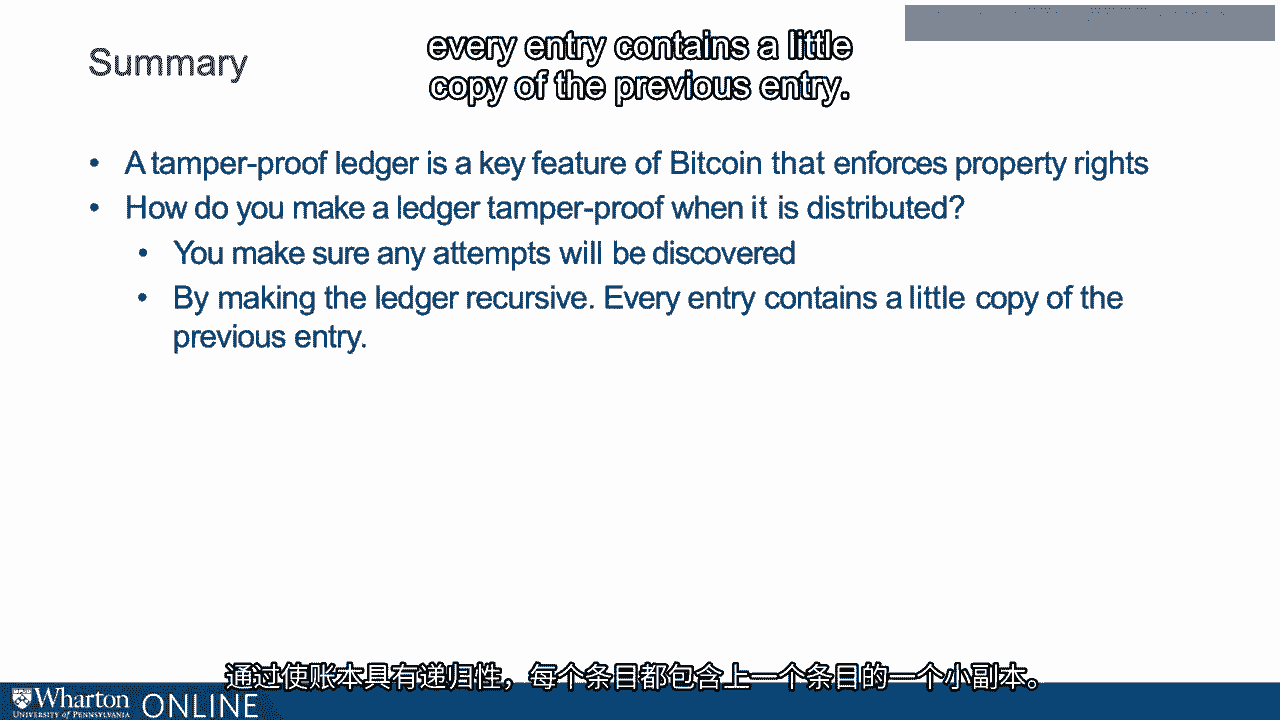 every entry contains a little
copy of the previous entry.
Summary
• A tamper-proof ledger is a key feature of Bitcoin that enforces property rights
• How do you make a ledger tamper-proof when it is distributed?
• You make sure any attempts will be discovered
• By making the ledger recursive. Every entry contains a little copy of the
previous entry.
通过使账本具有递归性，每个条目都包含上一个条目的一个小副本。
Wharton
UNIVERSITY of PENNSYLVANIA
ONLINE